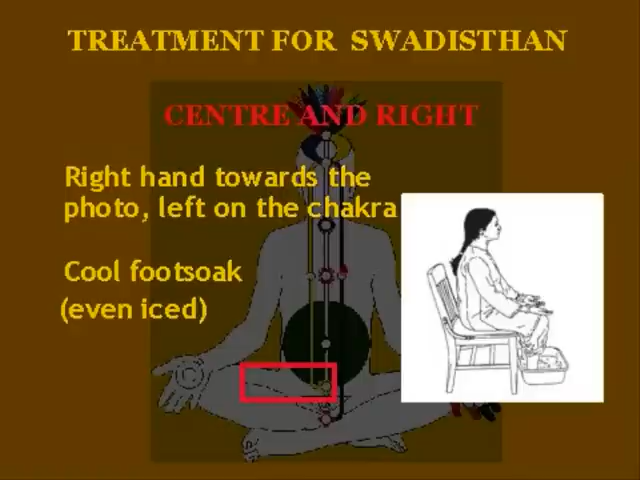 TREATMENT FOR SWADISTHAN
CENTRE AND RIGHT
Right hand towards the
photo, left on the chakra
Cool footsoak
(even iced)